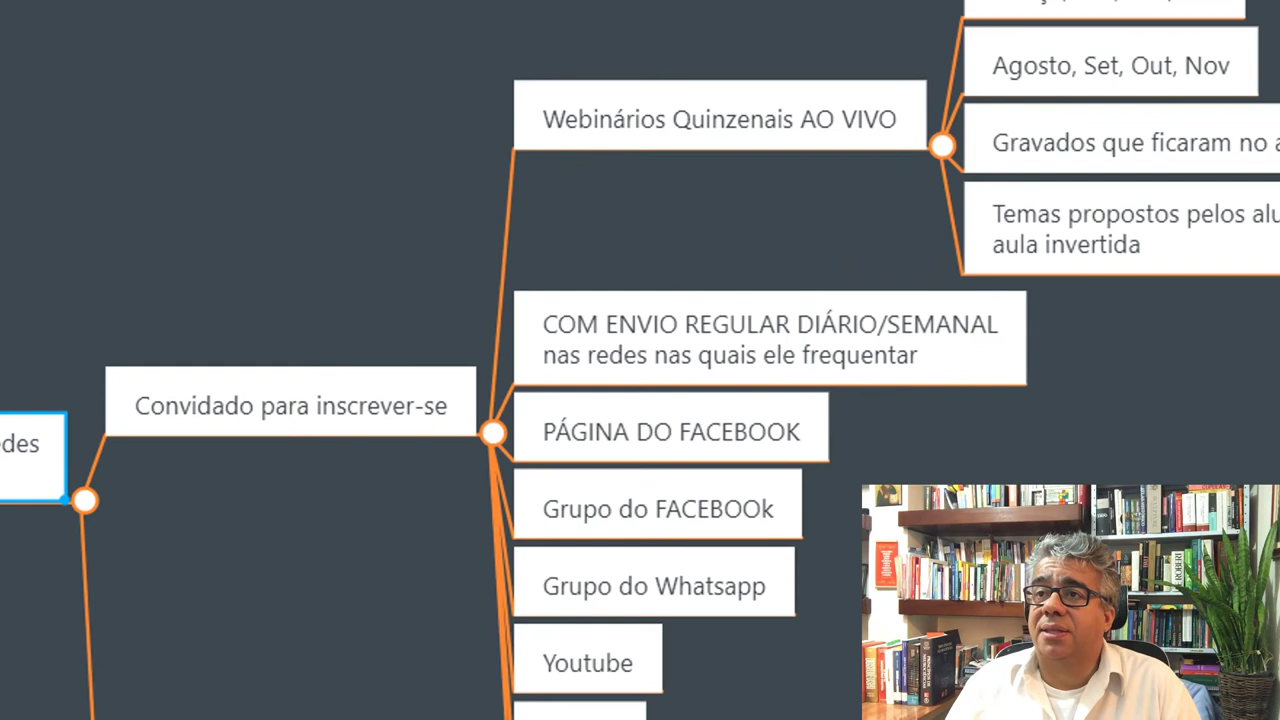 Agosto, Set, Out, Nov
Webinários Quinzenais AO VIVO
Gravados que ficaram no
Temas propostos pelos
aula invertida
COM ENVIO REGULAR DIÁRIO/SEMANAL
nas redes nas quais ele frequentar
Convidado para inscrever-se
PÁGINA DO FACEBOOK
Grupo do FACEBOOk
Grupo do Whatsapp
Youtube